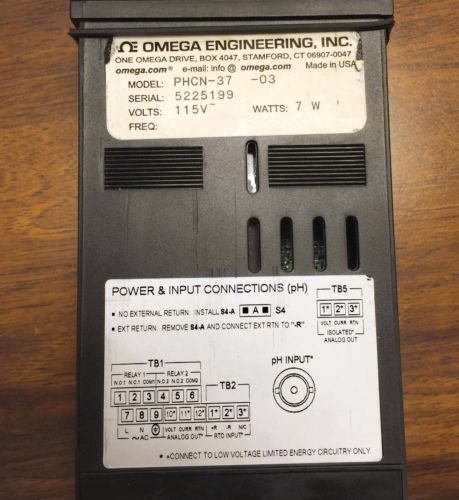 ΩE OMEGA ENGINEERING, INC.
ONE OMEGA DRIVE, BOX 4047, STAMFORD, CT 06907-0047
omega.com® e-mail: info @ omega.com Made in USA
MODEL: PHCN-37 -03
SERIAL: 5225199
VOLTS: 115V~ WATTS: 7 W
FREQ:
POWER & INPUT CONNECTIONS (pH)
• NO EXTERNAL RETURN: INSTALL S4-A ■ A ■ S4
• EXT RETURN: REMOVE S4-A AND CONNECT EXT RTN TO "-R"
TB5
1* 2* 3*
VOLT CURR RTN
ISOLATED*
ANALOG OUT
TB1
RELAY 1 RELAY 2
N.O.1 N.C.1 COM1 N.O.2 N.C.2 COM2
1 2 3 4 5 6
7 8 9 10* 11* 12*
L N VOLT CURR RTN
AC ANALOG OUT*
TB2
1* 2* 3*
+R -R N/C
RTD INPUT*
pH INPUT*
• *CONNECT TO LOW VOLTAGE LIMITED ENERGY CIRCUITRY ONLY.